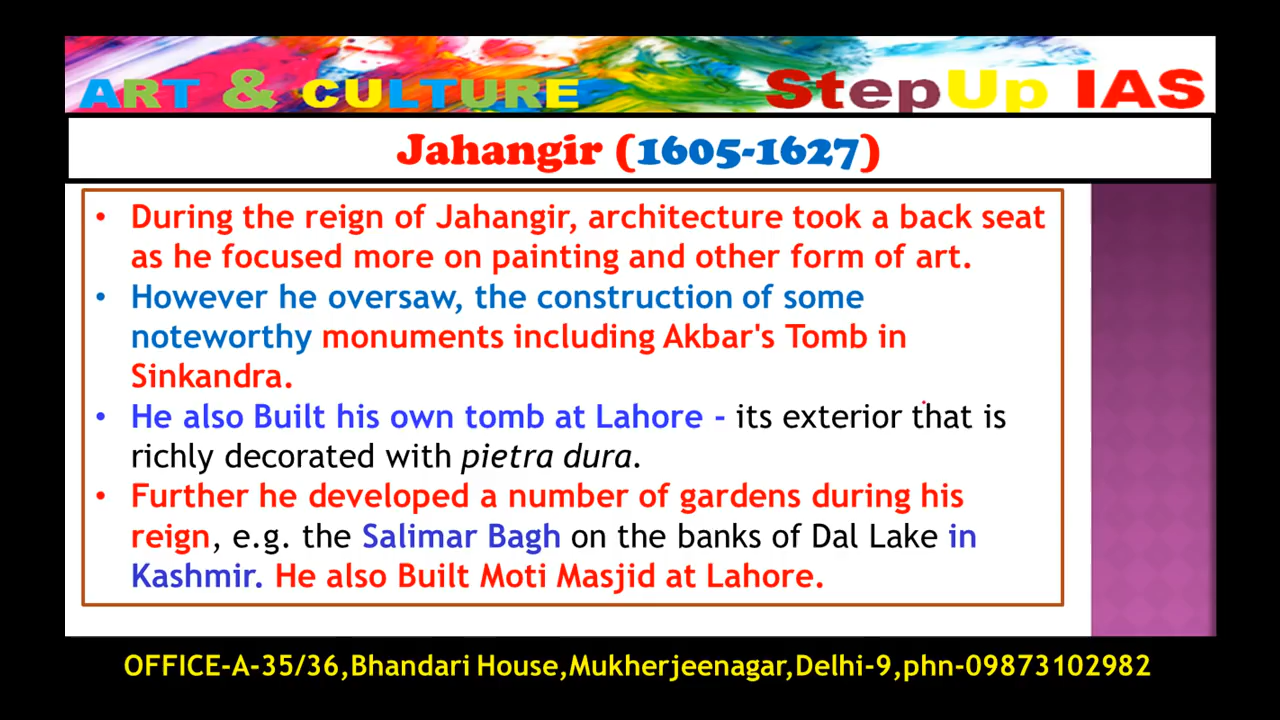 ART & CULTURE StepUp IAS
Jahangir (1605-1627)
• During the reign of Jahangir, architecture took a back seat
as he focused more on painting and other form of art.
• However he oversaw, the construction of some
noteworthy monuments including Akbar's Tomb in
Sinkandra.
• He also Built his own tomb at Lahore - its exterior that is
richly decorated with pietra dura.
• Further he developed a number of gardens during his
reign, e.g. the Salimar Bagh on the banks of Dal Lake in
Kashmir. He also Built Moti Masjid at Lahore.
OFFICE-A-35/36,Bhandari House,Mukherjeenagar,Delhi-9,phn-09873102982